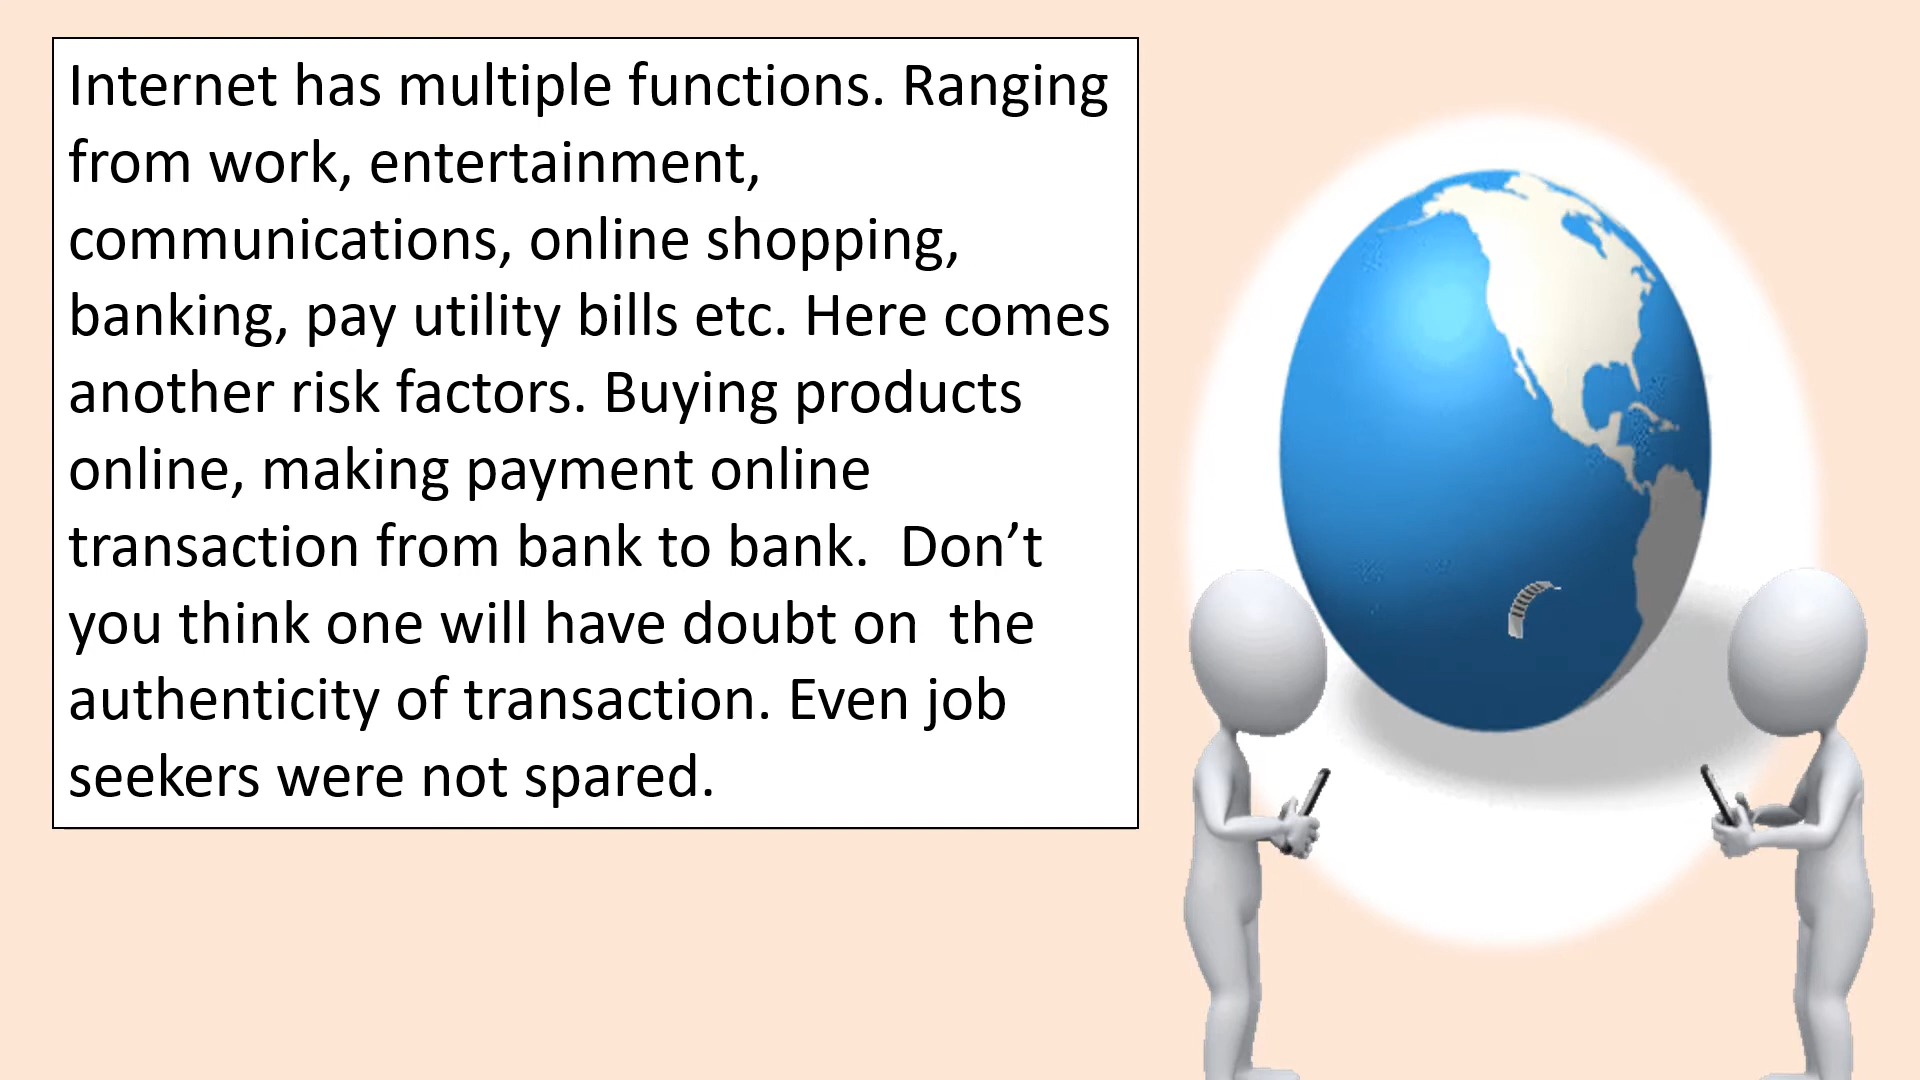 Internet has multiple functions. Ranging
from work, entertainment,
communications, online shopping,
banking, pay utility bills etc. Here comes
another risk factors. Buying products
online, making payment online
transaction from bank to bank.  Don’t
you think one will have doubt on  the
authenticity of transaction. Even job
seekers were not spared.